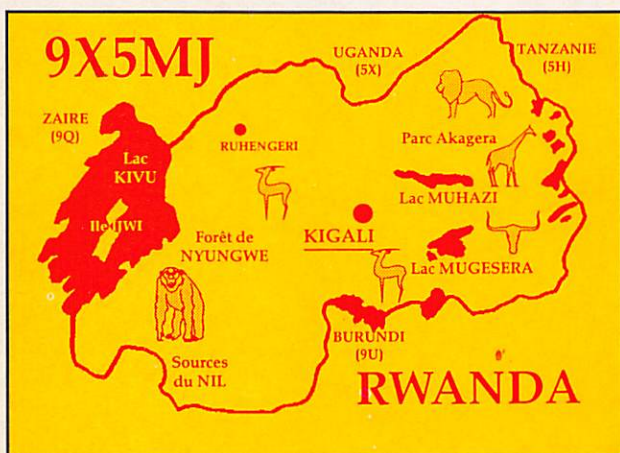 9X5MJ
UGANDA
(5X)
TANZANIE
(5H)
ZAIRE
(9Q)
Lac
KIVU
RUHENGERI
Parc Akagera
Lac MUHAZI
Ile IJWI
Forêt de
NYUNGWE
KIGALI
Lac MUGESERA
BURUNDI
(9U)
Sources
du NIL
RWANDA